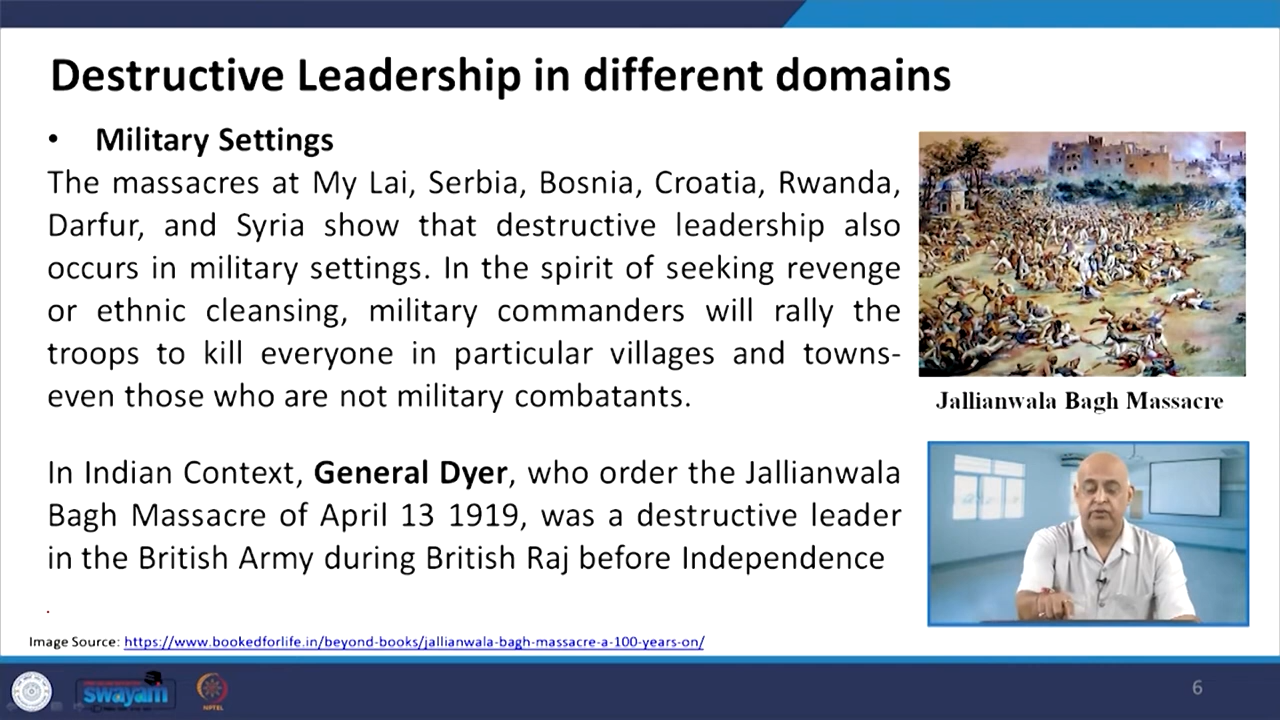 Destructive Leadership in different domains
• Military Settings
The massacres at My Lai, Serbia, Bosnia, Croatia, Rwanda,
Darfur, and Syria show that destructive leadership also
occurs in military settings. In the spirit of seeking revenge
or ethnic cleansing, military commanders will rally the
troops to kill everyone in particular villages and towns-
even those who are not military combatants.
Jallianwala Bagh Massacre
In Indian Context, General Dyer, who order the Jallianwala
Bagh Massacre of April 13 1919, was a destructive leader
in the British Army during British Raj before Independence
Image Source: https://www.bookedforlife.in/beyond-books/jallianwala-bagh-massacre-a-100-years-on/
swayam
NPTEL
6